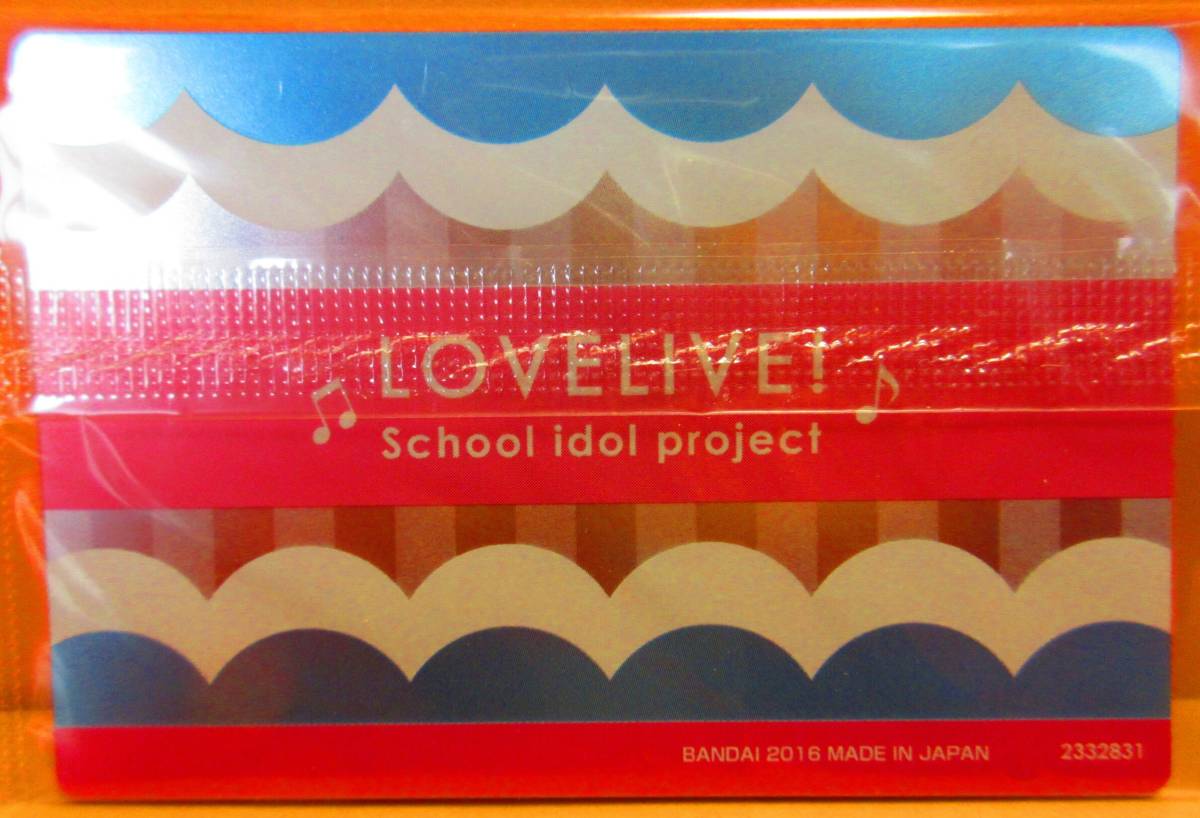 LOVELIVE!
School idol project
BANDAI 2016 MADE IN JAPAN 2332831